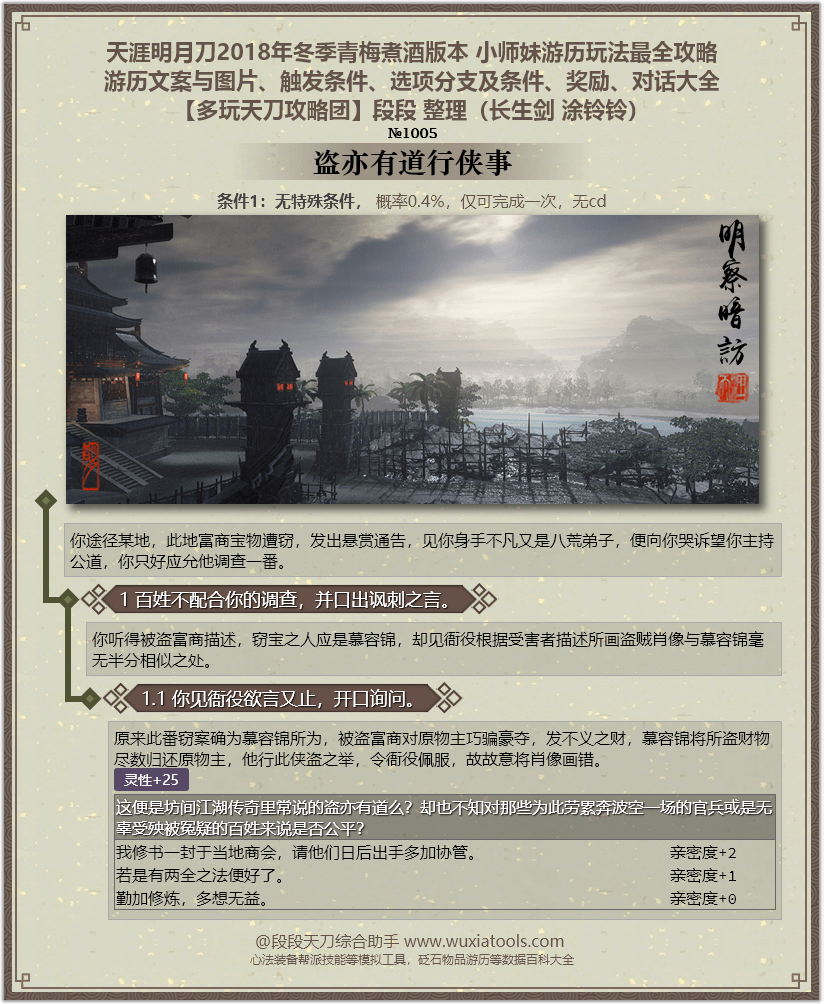 天涯明月刀2018年冬季青梅煮酒版本 小师妹游历玩法最全攻略
游历文案与图片、触发条件、选项分支及条件、奖励、对话大全
【多玩天刀攻略团】段段 整理（长生剑 涂铃铃）
№1005
盗亦有道行侠事
条件1：无特殊条件， 概率0.4%，仅可完成一次，无cd
明察暗訪
你途径某地，此地富商宝物遭窃，发出悬赏通告，见你身手不凡又是八荒弟子，便向你哭诉望你主持
公道，你只好应允他调查一番。
1 百姓不配合你的调查，并口出讽刺之言。
你听得被盗富商描述，窃宝之人应是慕容锦，却见衙役根据受害者描述所画盗贼肖像与慕容锦毫
无半分相似之处。
1.1 你见衙役欲言又止，开口询问。
原来此番窃案确为慕容锦所为，被盗富商对原物主巧骗豪夺，发不义之财，慕容锦将所盗财物
尽数归还原物主，他行此侠盗之举，令衙役佩服，故故意将肖像画错。
灵性+25
这便是坊间江湖传奇里常说的盗亦有道么？却也不知对那些为此劳累奔波空一场的官兵或是无
辜受殃被冤疑的百姓来说是否公平？
我修书一封于当地商会，请他们日后出手多加协管。 亲密度+2
若是有两全之法便好了。 亲密度+1
勤加修炼，多想无益。 亲密度+0
@段段天刀综合助手 www.wuxiatools.com
心法装备帮派技能等模拟工具，砭石物品游历等数据百科大全